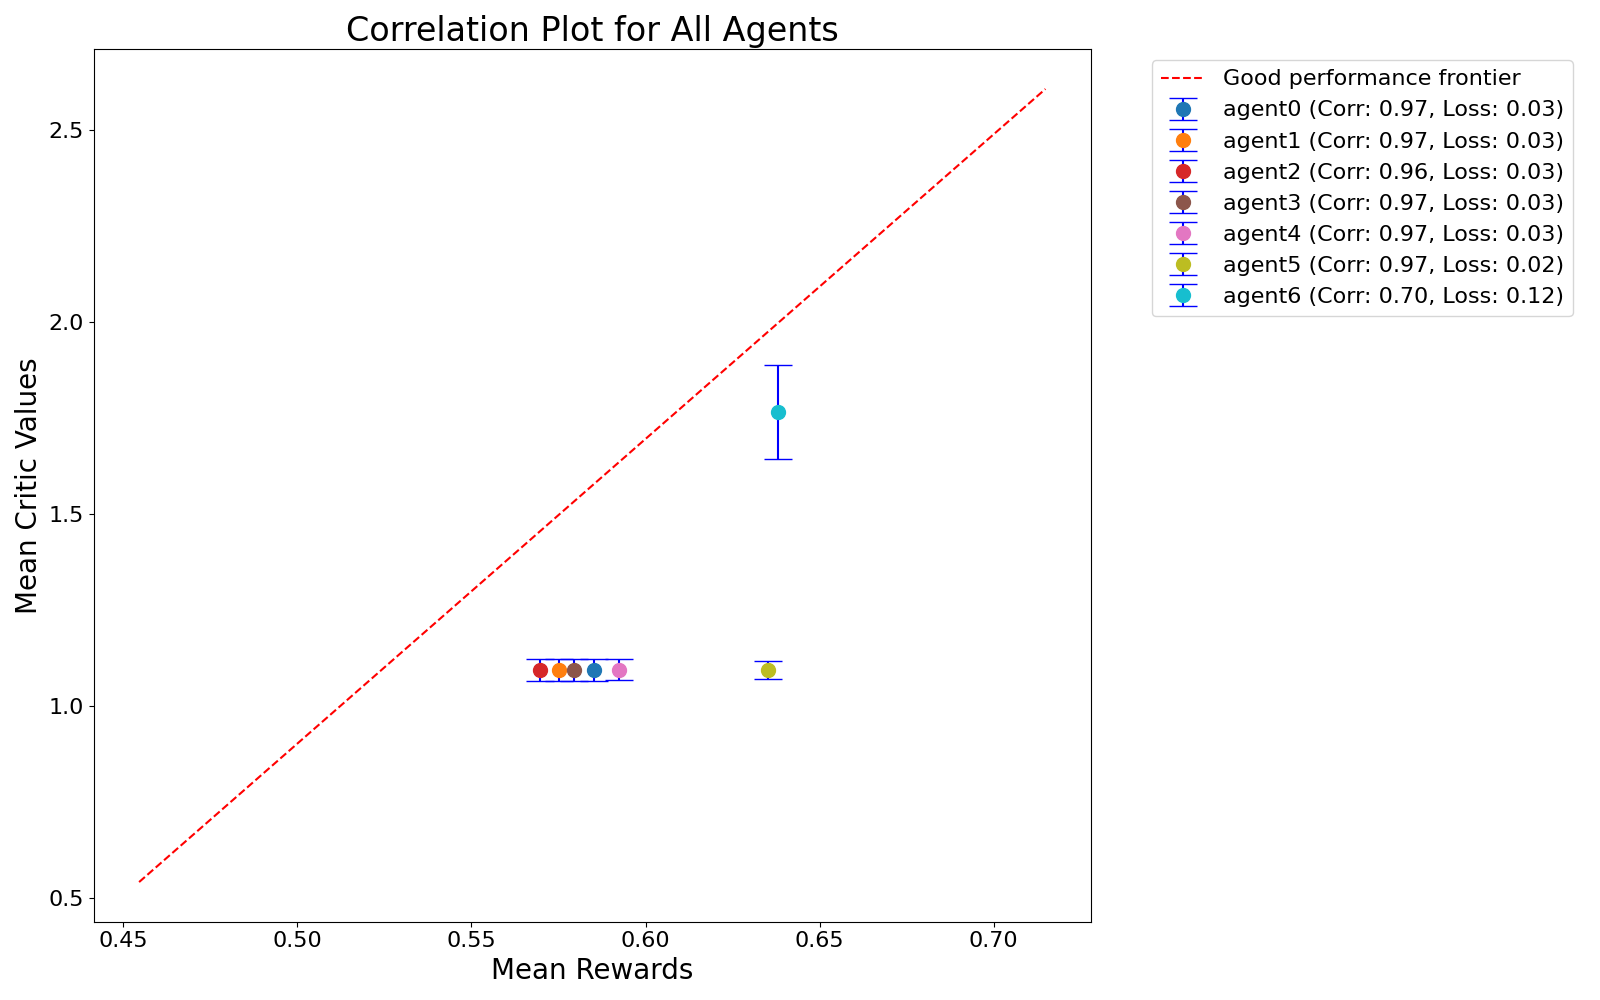 Correlation Plot for All Agents
Good performance frontier
agent0 (Corr: 0.97, Loss: 0.03)
agent1 (Corr: 0.97, Loss: 0.03)
agent2 (Corr: 0.96, Loss: 0.03)
agent3 (Corr: 0.97, Loss: 0.03)
agent4 (Corr: 0.97, Loss: 0.03)
agent5 (Corr: 0.97, Loss: 0.02)
agent6 (Corr: 0.70, Loss: 0.12)
Mean Critic Values
2.5
2.0
1.5
1.0
0.5
0.45 0.50 0.55 0.60 0.65 0.70
Mean Rewards